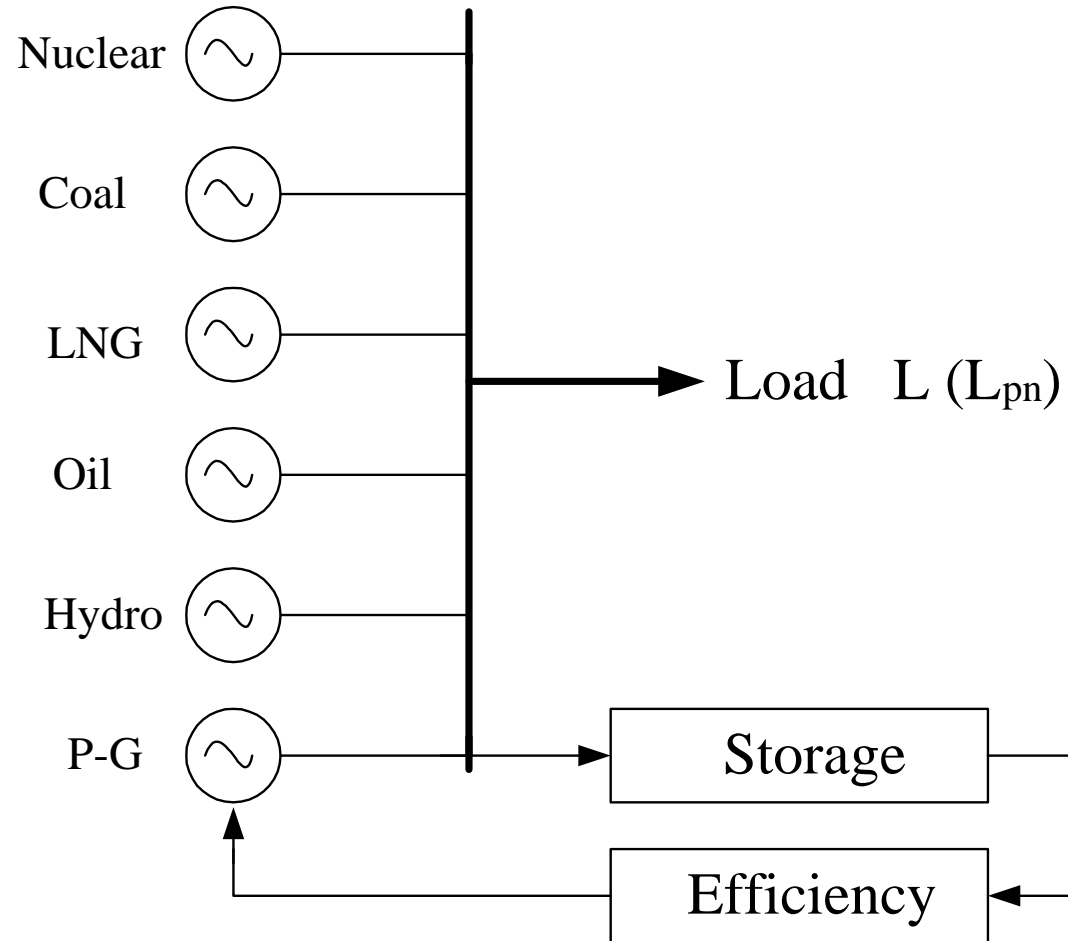 Nuclear
Coal
LNG
Load L (Lpn)
Oil
Hydro
P-G
Storage
Efficiency